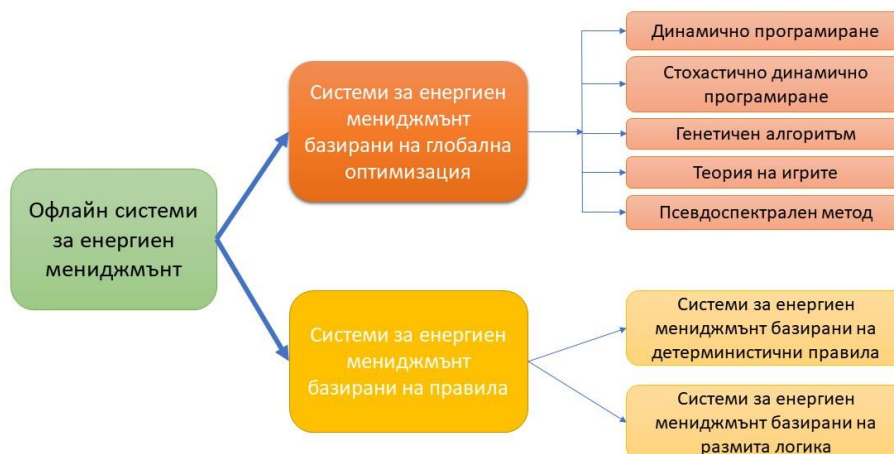 Офлайн системи
за енергиен
мениджмънт
Системи за енергиен
мениджмънт
базирани на глобална
оптимизация
Динамично програмиране
Стохастично динамично
програмиране
Генетичен алгоритъм
Теория на игрите
Псевдоспектрален метод
Системи за енергиен
мениджмънт
базирани на правила
Системи за енергиен
мениджмънт базирани на
детерминистични правила
Системи за енергиен
мениджмънт базирани на
размита логика